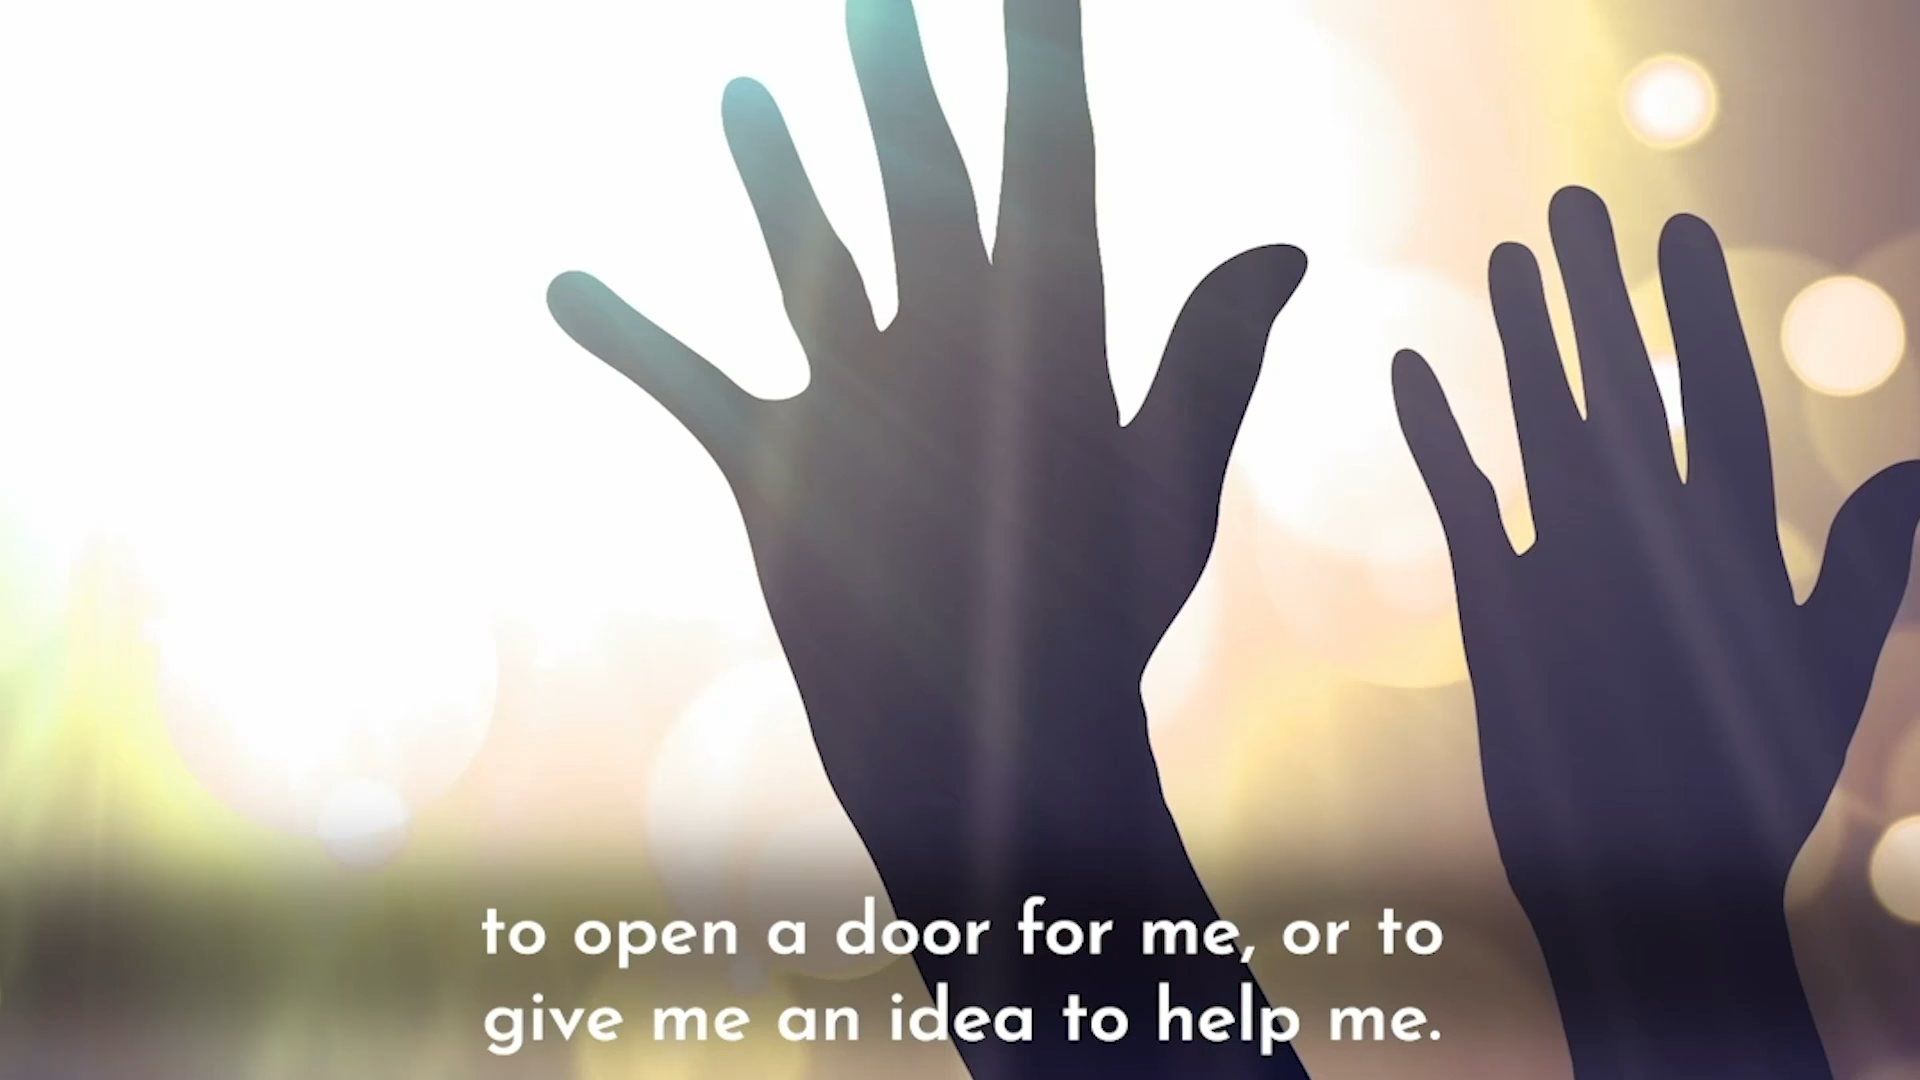 to open a door for me, or to
give me an idea to help me.